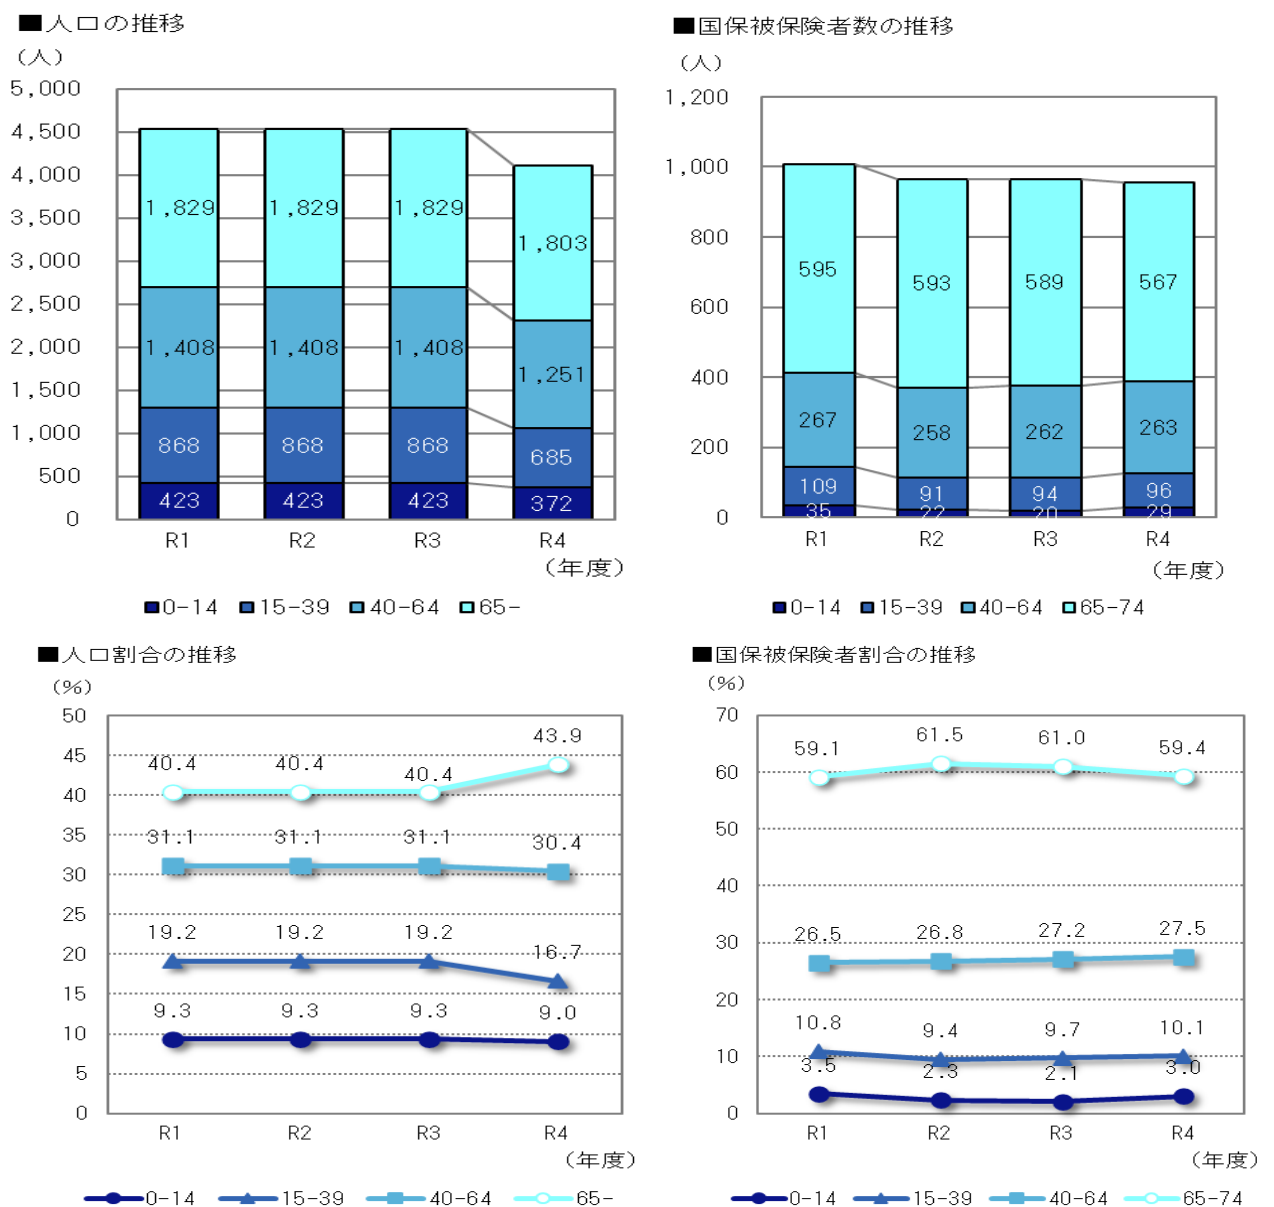 ■人口の推移
(人)
5,000
4,500
4,000
3,500
3,000
2,500
2,000
1,500
1,000
500
0
1,829 1,829 1,829 1,803
1,408 1,408 1,408 1,251
868 868 868 685
423 423 423 372
R1 R2 R3 R4
(年度)
0-14 15-39 40-64 65-
■国保被保険者数の推移
(人)
1,200
1,000
800
600
400
200
0
595 593 589 567
267 258 262 263
109 91 94 96
35 22 20 29
R1 R2 R3 R4
(年度)
0-14 15-39 40-64 65-74
■人口割合の推移
(%)
50
45
40
35
30
25
20
15
10
5
0
40.4 40.4 40.4 43.9
31.1 31.1 31.1 30.4
19.2 19.2 19.2 16.7
9.3 9.3 9.3 9.0
R1 R2 R3 R4
(年度)
0-14 15-39 40-64 65-
■国保被保険者割合の推移
(%)
70
60
50
40
30
20
10
0
59.1 61.5 61.0 59.4
26.5 26.8 27.2 27.5
10.8 9.4 9.7 10.1
3.5 2.3 2.1 3.0
R1 R2 R3 R4
(年度)
0-14 15-39 40-64 65-74